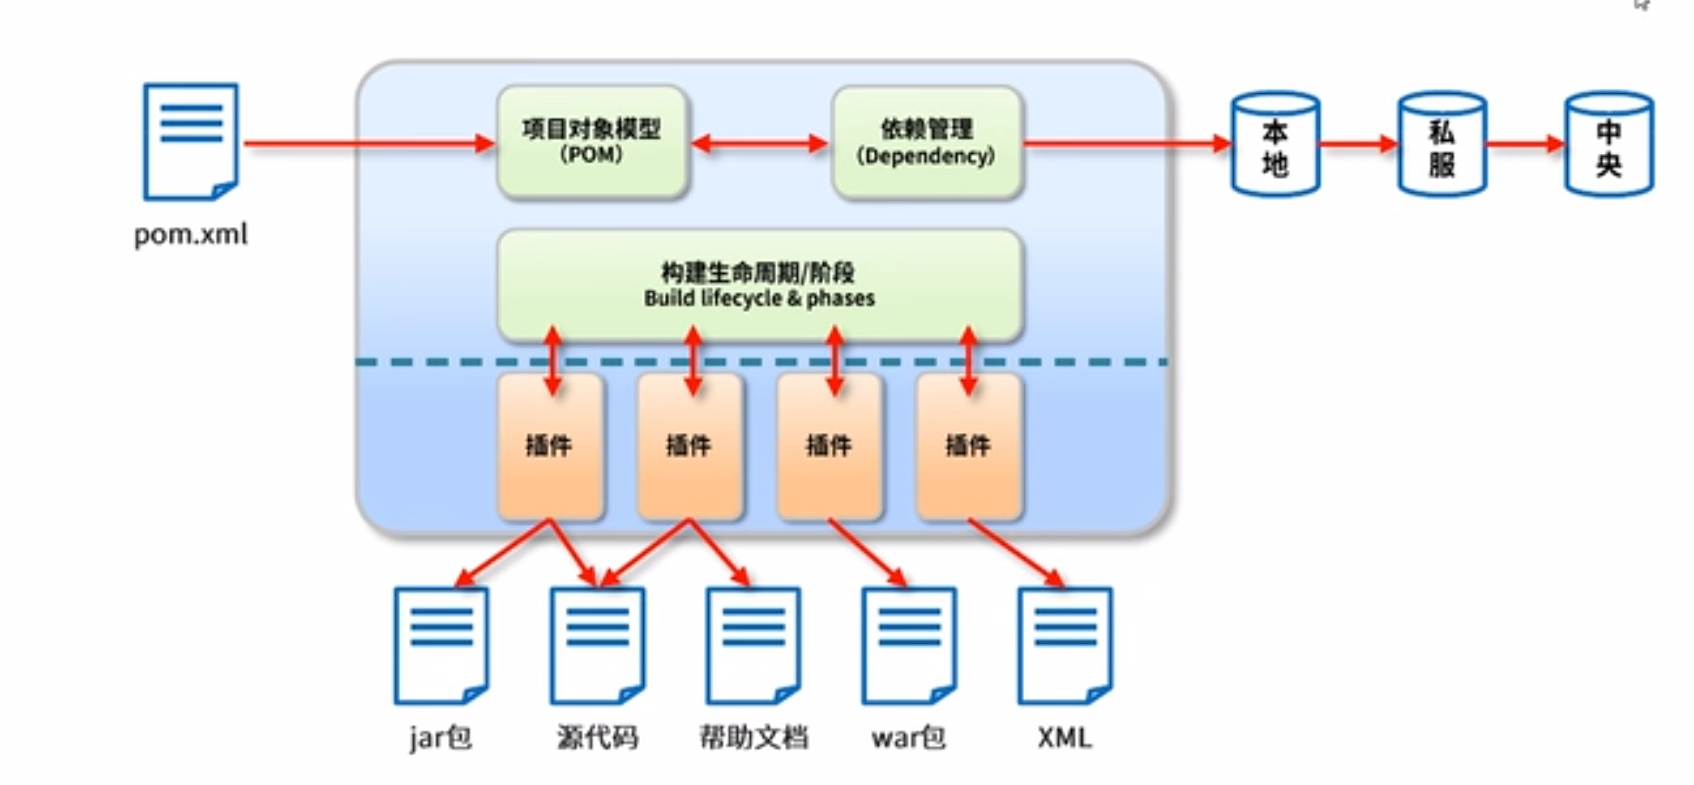 项目对象模型
（POM）
依赖管理
（Dependency）
本
地
私
服
中
央
pom.xml
构建生命周期/阶段
Build lifecycle & phases
插件
插件
插件
插件
jar包
源代码
帮助文档
war包
XML